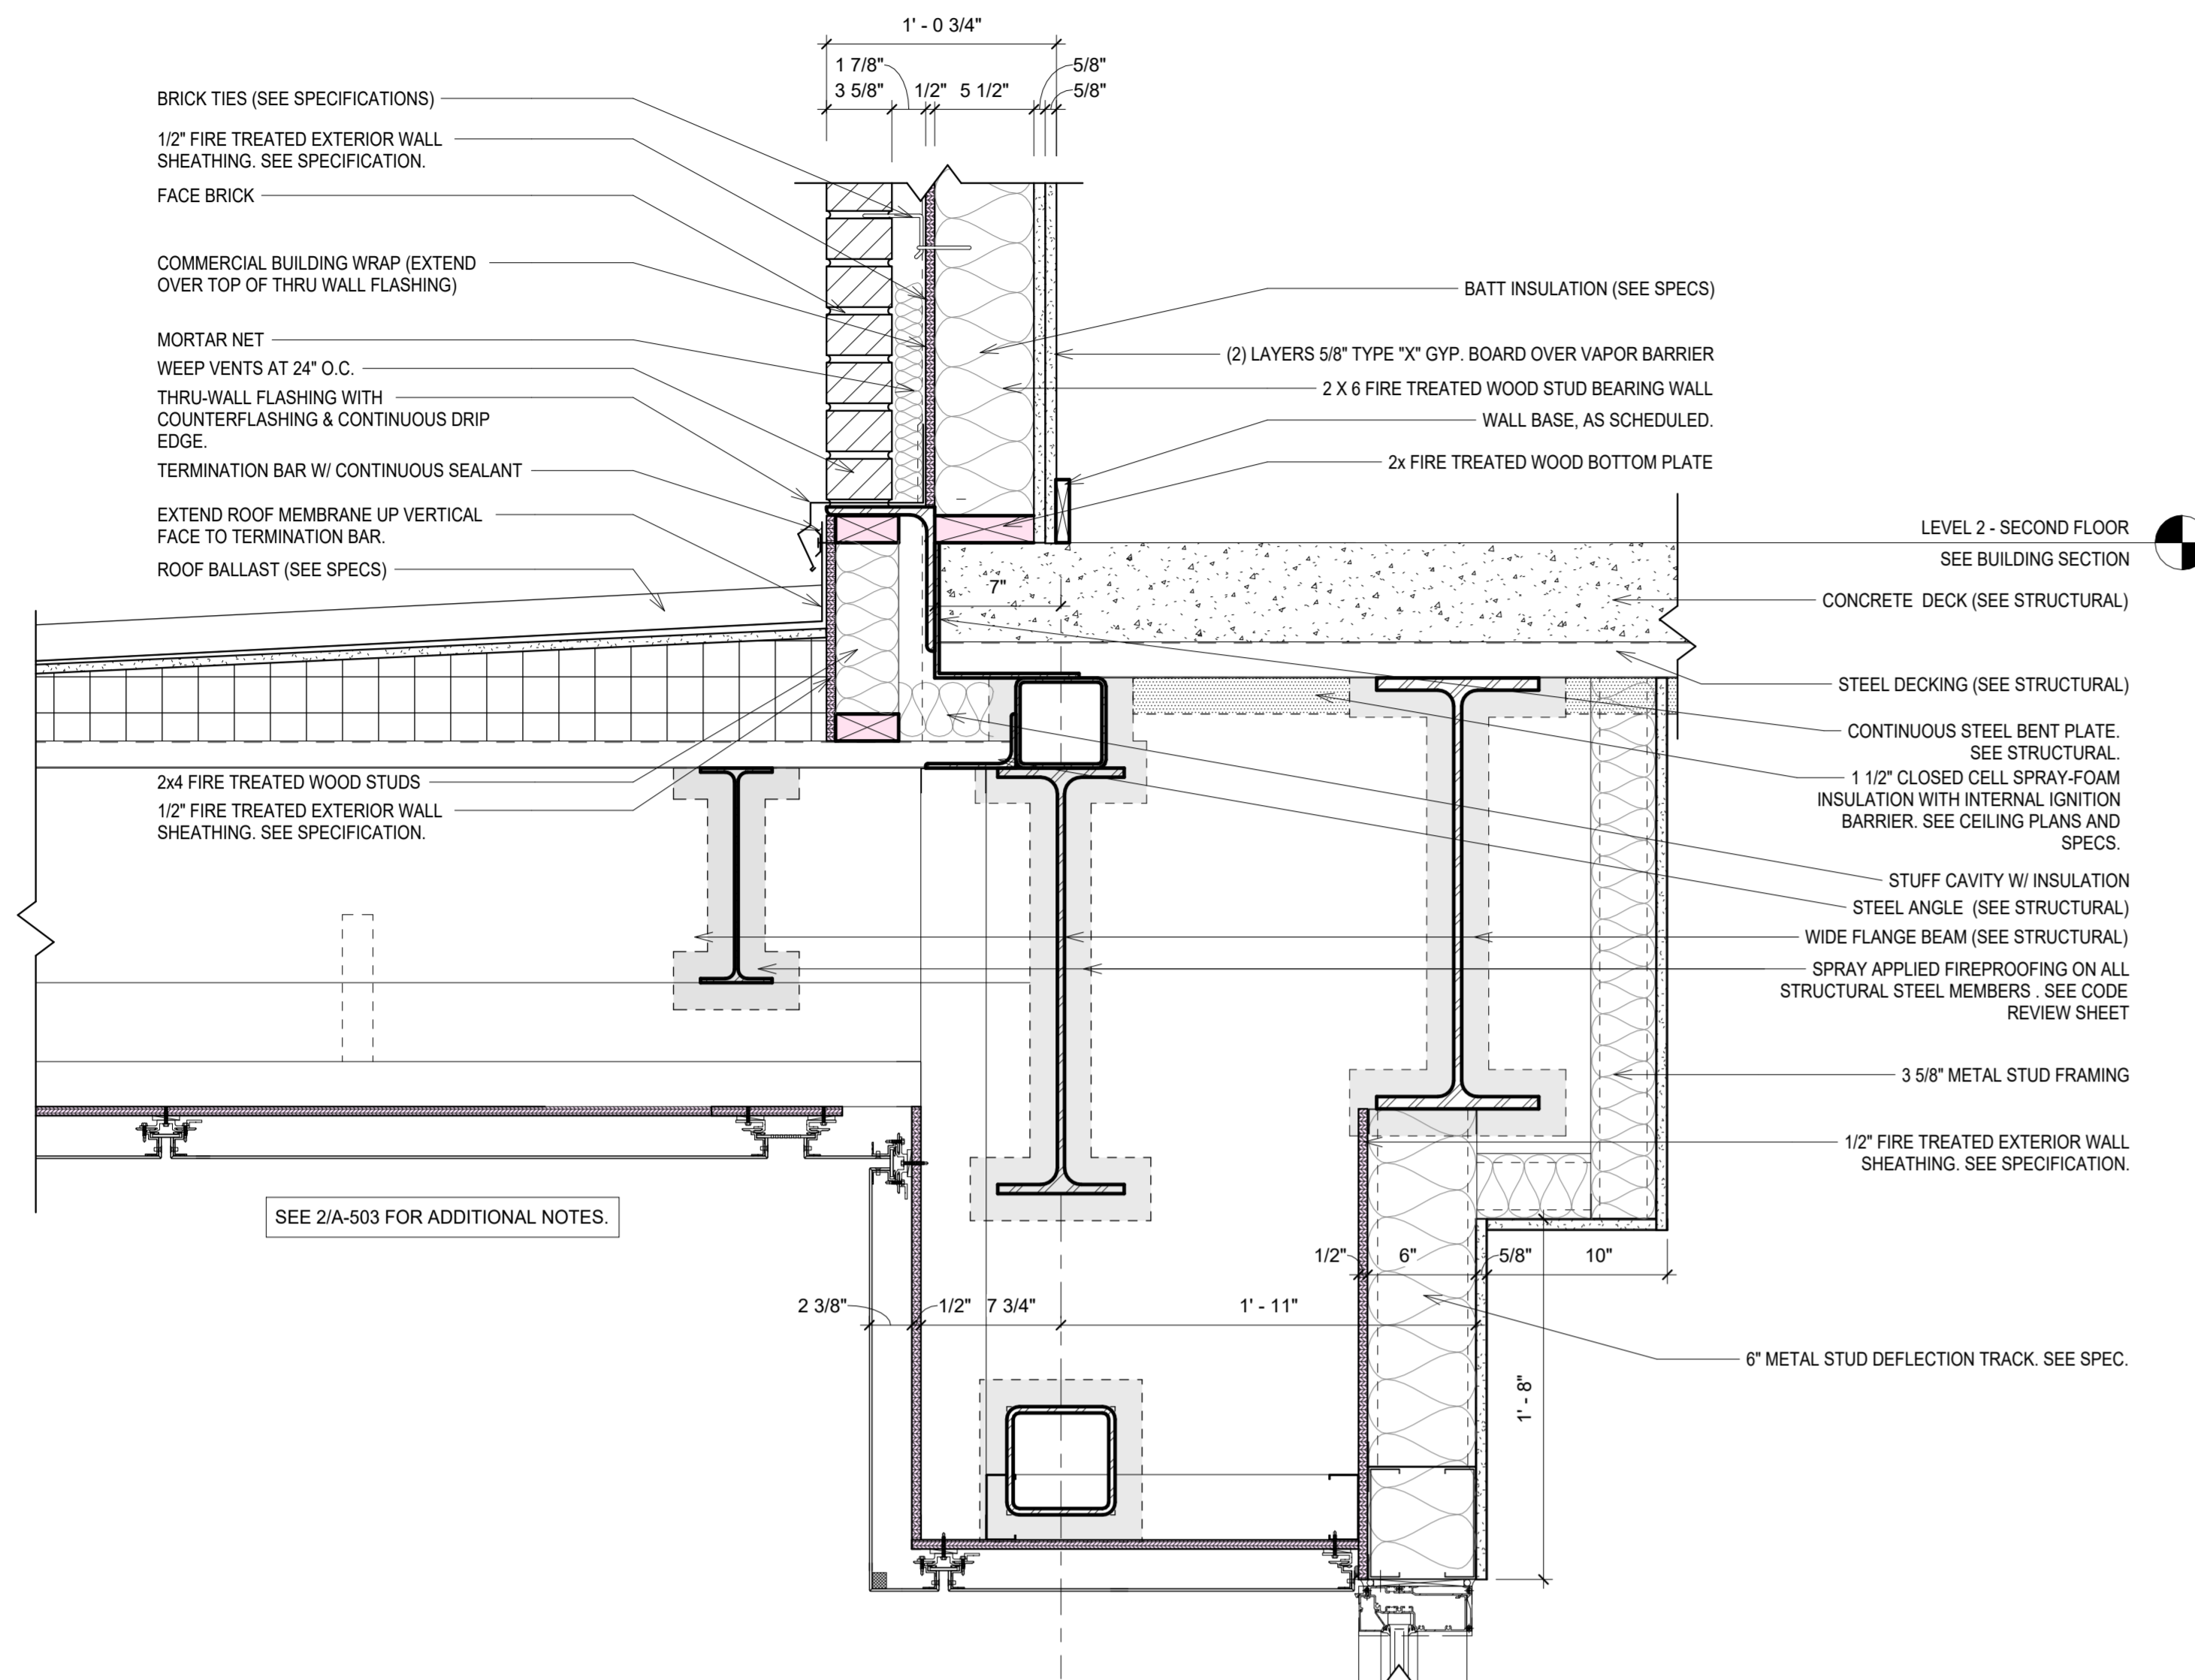 1' - 0 3/4"
1 7/8"
5/8"
3 5/8"
1/2"
5 1/2"
5/8"
BRICK TIES (SEE SPECIFICATIONS)
1/2" FIRE TREATED EXTERIOR WALL
SHEATHING. SEE SPECIFICATION.
FACE BRICK
COMMERCIAL BUILDING WRAP (EXTEND
OVER TOP OF THRU WALL FLASHING)
MORTAR NET
WEEP VENTS AT 24" O.C.
THRU-WALL FLASHING WITH
COUNTERFLASHING & CONTINUOUS DRIP
EDGE.
TERMINATION BAR W/ CONTINUOUS SEALANT
EXTEND ROOF MEMBRANE UP VERTICAL
FACE TO TERMINATION BAR.
ROOF BALLAST (SEE SPECS)
2x4 FIRE TREATED WOOD STUDS
1/2" FIRE TREATED EXTERIOR WALL
SHEATHING. SEE SPECIFICATION.
BATT INSULATION (SEE SPECS)
(2) LAYERS 5/8" TYPE "X" GYP. BOARD OVER VAPOR BARRIER
2 X 6 FIRE TREATED WOOD STUD BEARING WALL
WALL BASE, AS SCHEDULED.
2x FIRE TREATED WOOD BOTTOM PLATE
LEVEL 2 - SECOND FLOOR
SEE BUILDING SECTION
7"
CONCRETE DECK (SEE STRUCTURAL)
STEEL DECKING (SEE STRUCTURAL)
CONTINUOUS STEEL BENT PLATE.
SEE STRUCTURAL.
1 1/2" CLOSED CELL SPRAY-FOAM
INSULATION WITH INTERNAL IGNITION
BARRIER. SEE CEILING PLANS AND
SPECS.
STUFF CAVITY W/ INSULATION
STEEL ANGLE (SEE STRUCTURAL)
WIDE FLANGE BEAM (SEE STRUCTURAL)
SPRAY APPLIED FIREPROOFING ON ALL
STRUCTURAL STEEL MEMBERS . SEE CODE
REVIEW SHEET
3 5/8" METAL STUD FRAMING
1/2" FIRE TREATED EXTERIOR WALL
SHEATHING. SEE SPECIFICATION.
SEE 2/A-503 FOR ADDITIONAL NOTES.
1/2"
6"
5/8"
10"
2 3/8"
1/2"
7 3/4"
1' - 11"
6" METAL STUD DEFLECTION TRACK. SEE SPEC.
1' - 8"